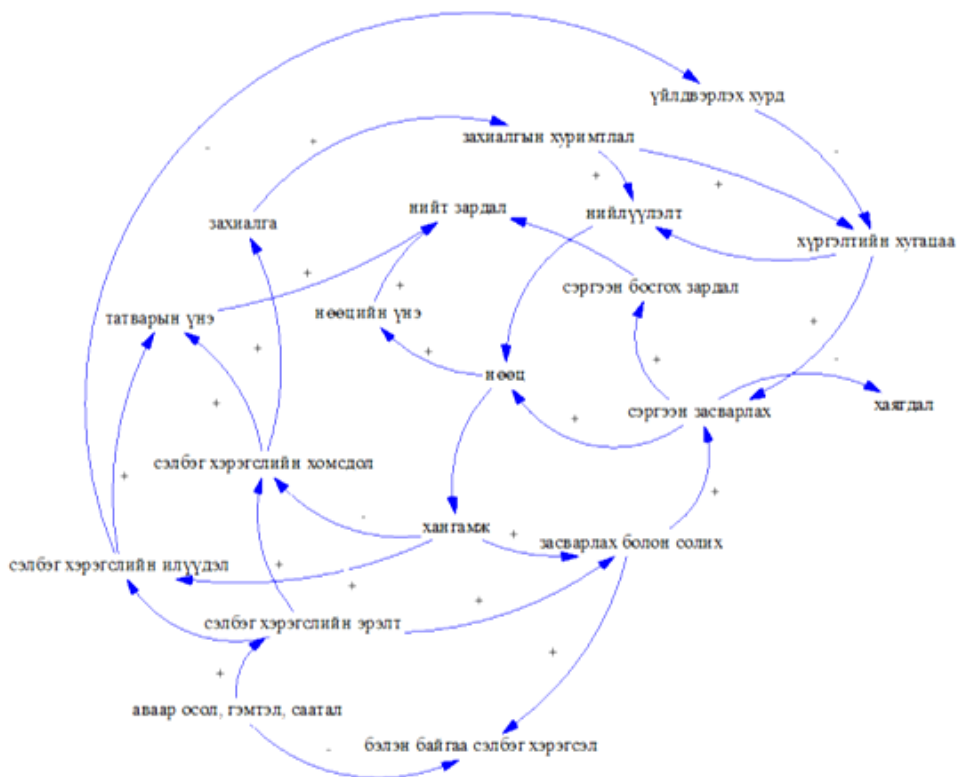 үйлдвэрлэх хурд
захиалгын хуримтлал
нийт зардал
нийлүүлэлт
захиалга
хүргэлтийн хугацаа
сэргээн босгох зардал
татварын үнэ
нөөцийн үнэ
нөөц
сэргээн засварлах
хаягдал
сэлбэг хэрэгслийн хомсдол
хангамж
засварлах болон солих
сэлбэг хэрэгслийн илүүдэл
сэлбэг хэрэгслийн эрэлт
аваар осол, гэмтэл, саатал
бэлэн байгаа сэлбэг хэрэгсэл